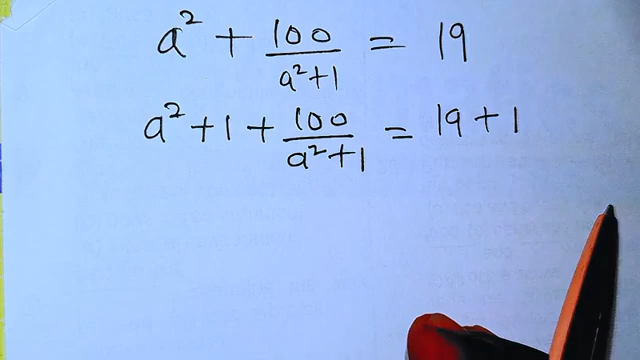 a² + 100/(a²+1) = 19
a² + 1 + 100/(a²+1) = 19 + 1